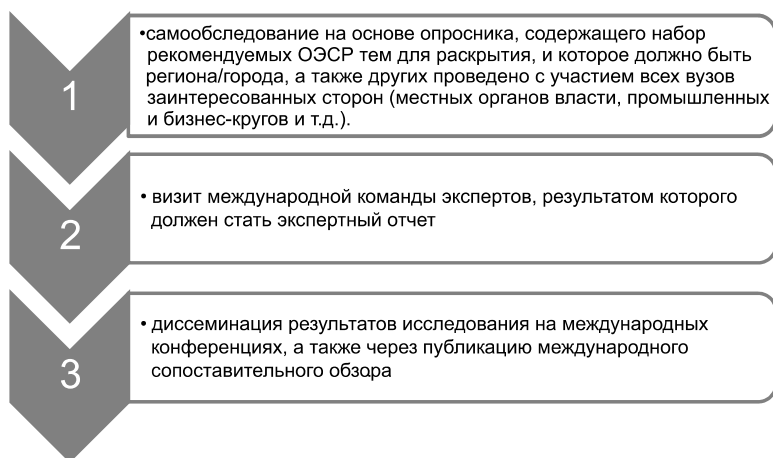 1
•самообследование на основе опросника, содержащего набор
рекомендуемых ОЭСР тем для раскрытия, и которое должно быть
региона/города, а также других проведено с участием всех вузов
заинтересованных сторон (местных органов власти, промышленных
и бизнес-кругов и т.д.).
2
• визит международной команды экспертов, результатом которого
должен стать экспертный отчет
3
• диссеминация результатов исследования на международных
конференциях, а также через публикацию международного
сопоставительного обзора